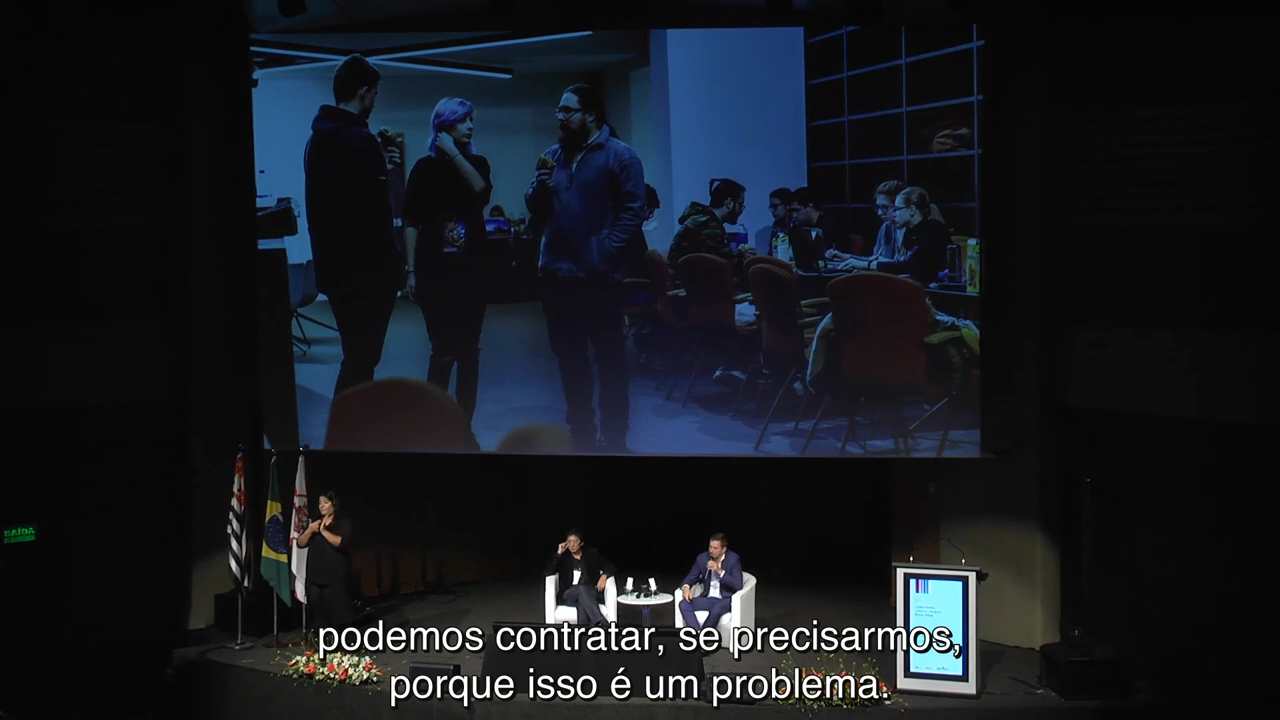 podemos contratar, se precisarmos,
porque isso é um problema.